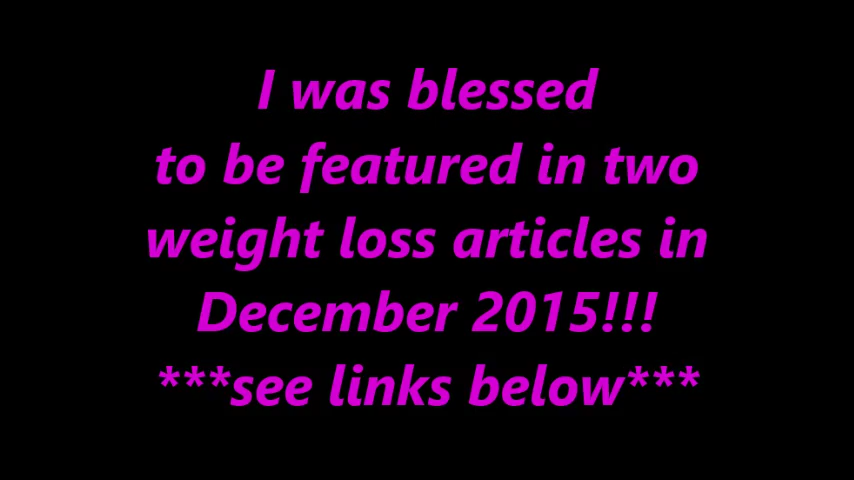 I was blessed
to be featured in two
weight loss articles in
December 2015!!!
***see links below***